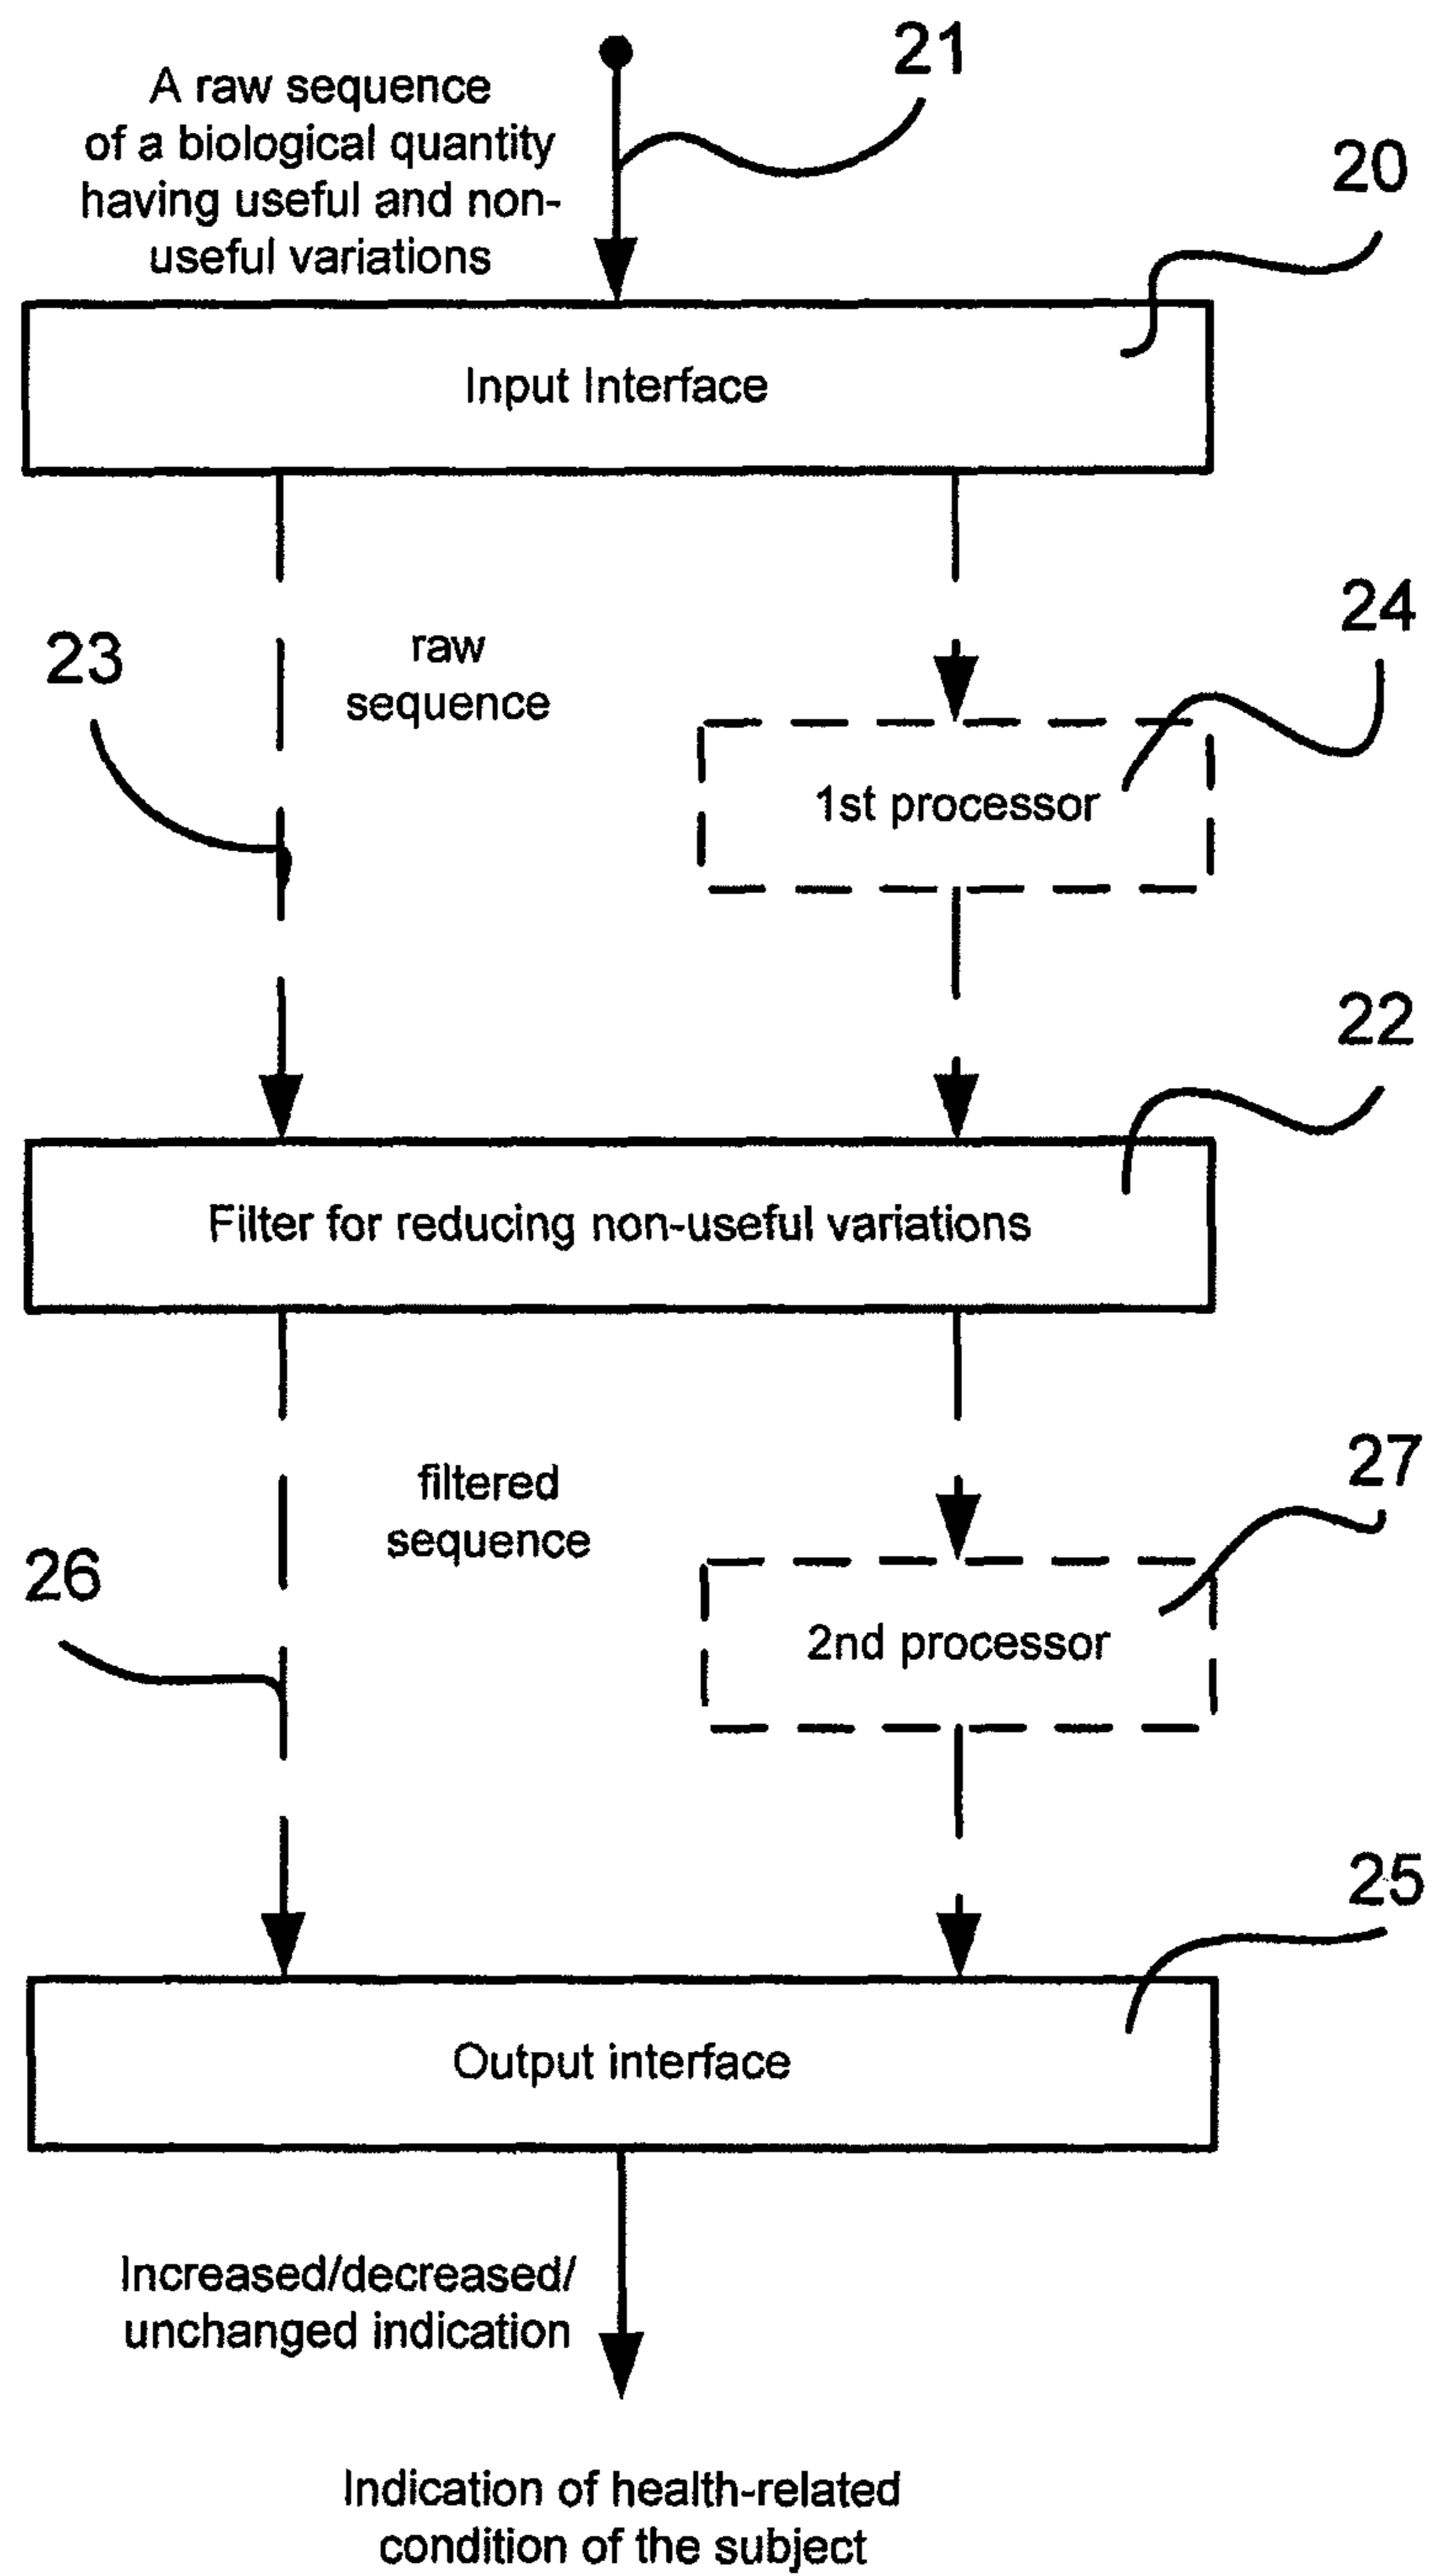 21
A raw sequence
of a biological quantity
having useful and non-
useful variations
20
Input Interface
24
23
raw
sequence
1st processor
22
Filter for reducing non-useful variations
27
filtered
sequence
26
2nd processor
25
Output interface
Increased/decreased/
unchanged indication
Indication of health-related
condition of the subject